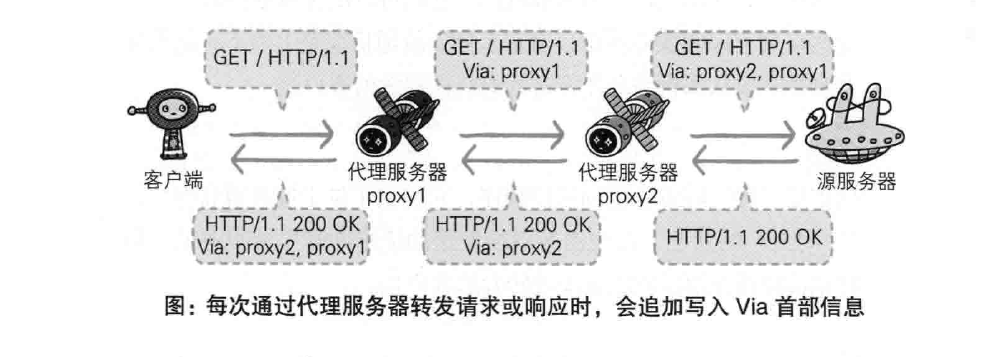 GET / HTTP/1.1
GET / HTTP/1.1
Via: proxy1
GET / HTTP/1.1
Via: proxy2, proxy1
客户端
代理服务器
proxy1
代理服务器
proxy2
源服务器
HTTP/1.1 200 OK
Via: proxy2, proxy1
HTTP/1.1 200 OK
Via: proxy2
HTTP/1.1 200 OK
图：每次通过代理服务器转发请求或响应时，会追加写入 Via 首部信息